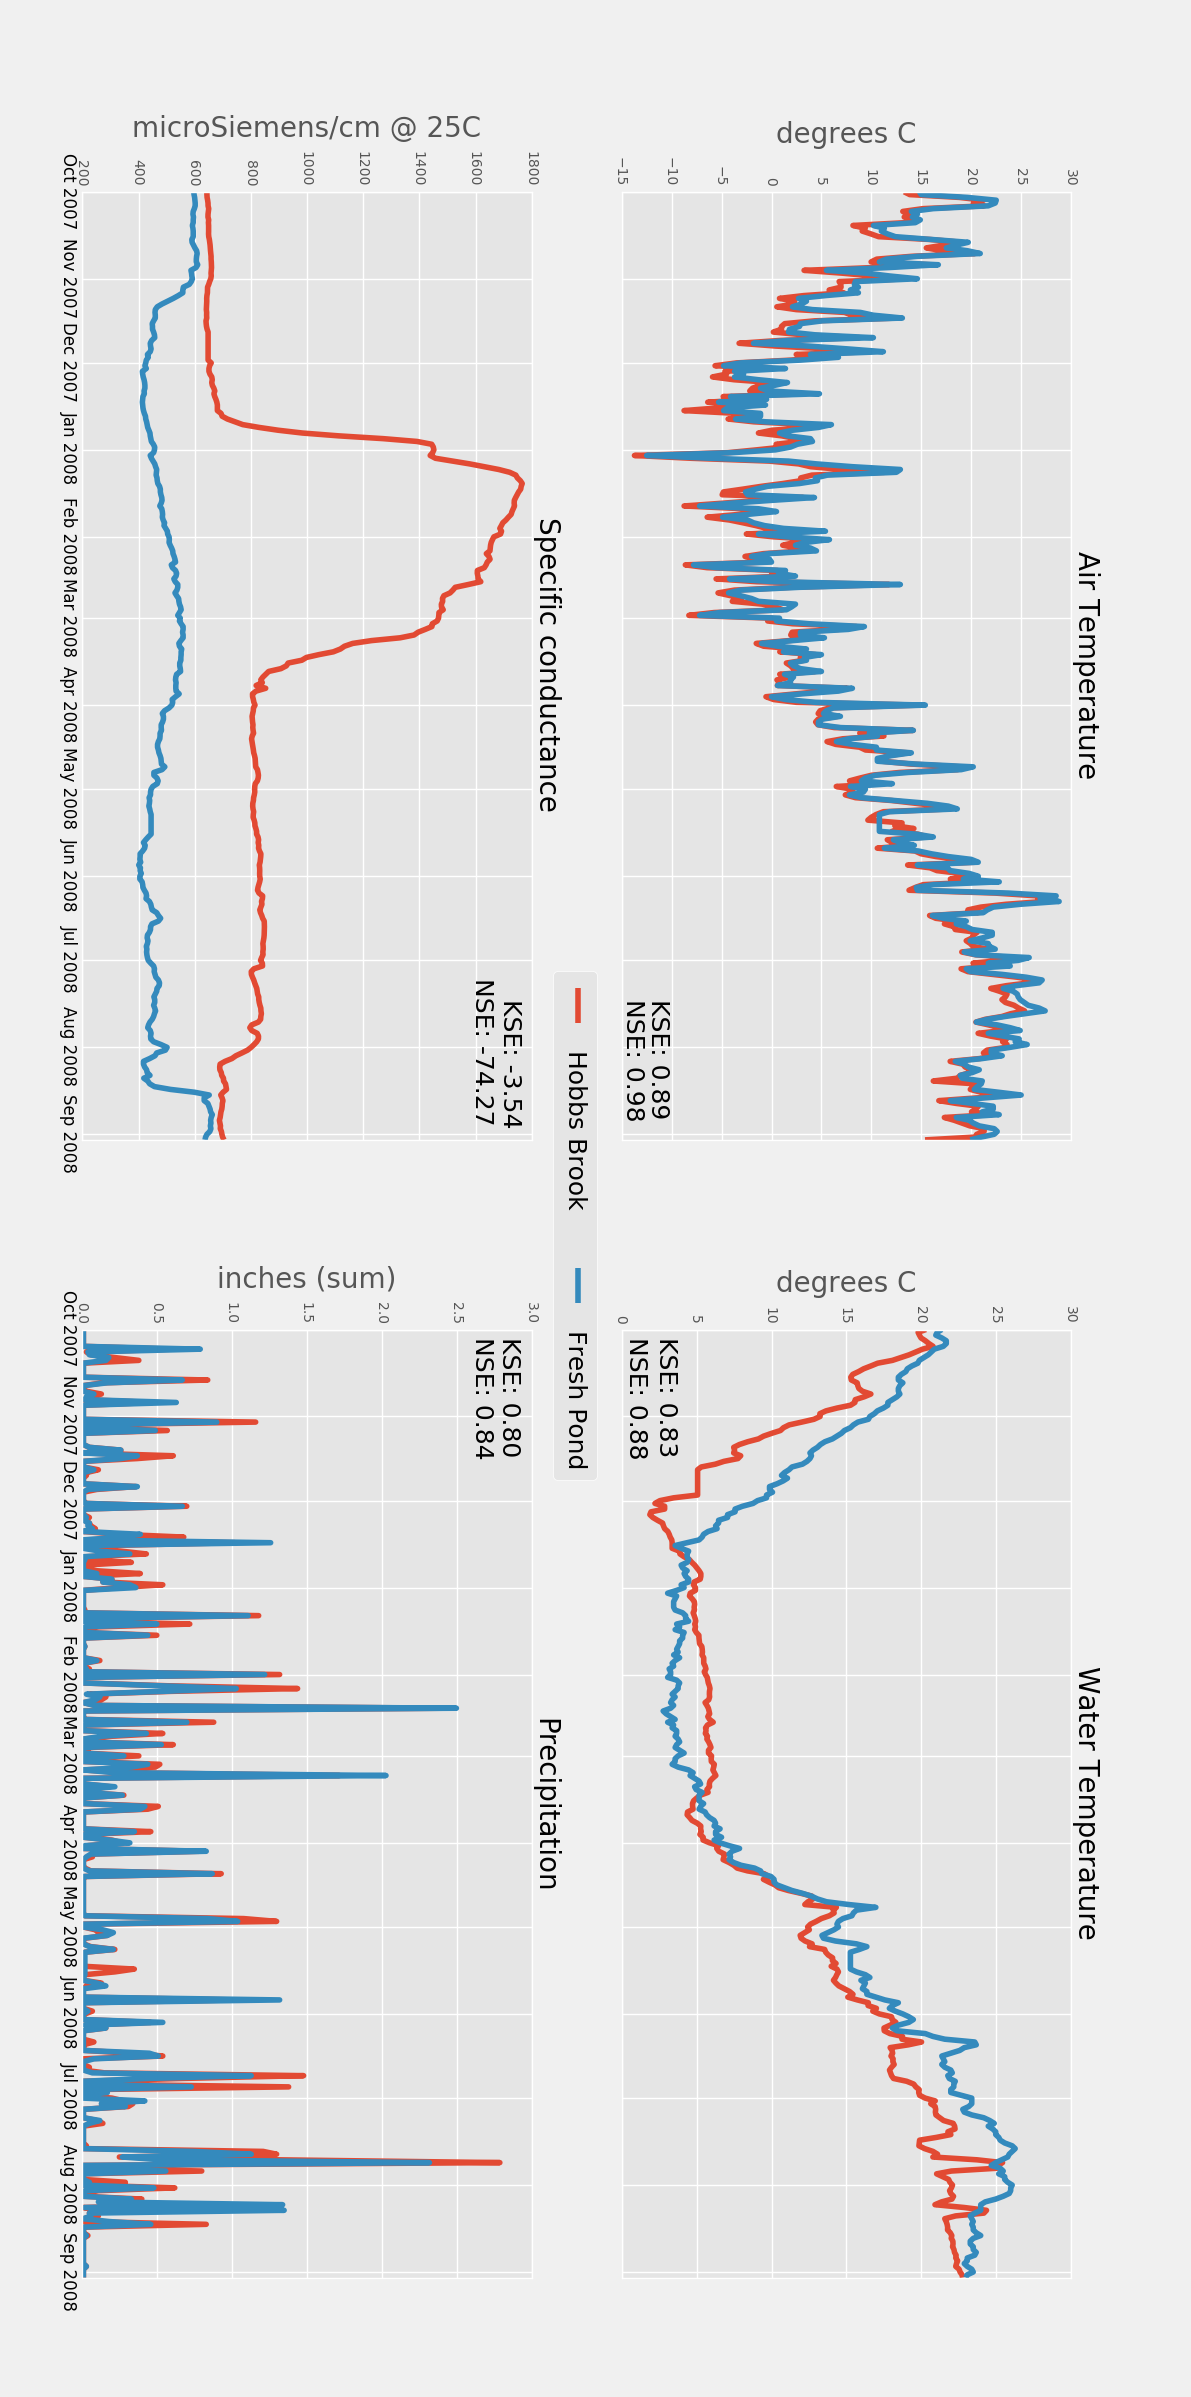 Air Temperature
degrees C
30
25
20
15
10
5
0
−5
−10
−15
KSE: 0.89
NSE: 0.98
Water Temperature
degrees C
30
25
20
15
10
5
0
KSE: 0.83
NSE: 0.88
Hobbs Brook
Fresh Pond
Specific conductance
microSiemens/cm @ 25C
1800
1600
1400
1200
1000
800
600
400
200
KSE: -3.54
NSE: -74.27
Oct 2007 Nov 2007 Dec 2007 Jan 2008 Feb 2008 Mar 2008 Apr 2008 May 2008 Jun 2008 Jul 2008 Aug 2008 Sep 2008
Precipitation
inches (sum)
3.0
2.5
2.0
1.5
1.0
0.5
0.0
KSE: 0.80
NSE: 0.84
Oct 2007 Nov 2007 Dec 2007 Jan 2008 Feb 2008 Mar 2008 Apr 2008 May 2008 Jun 2008 Jul 2008 Aug 2008 Sep 2008